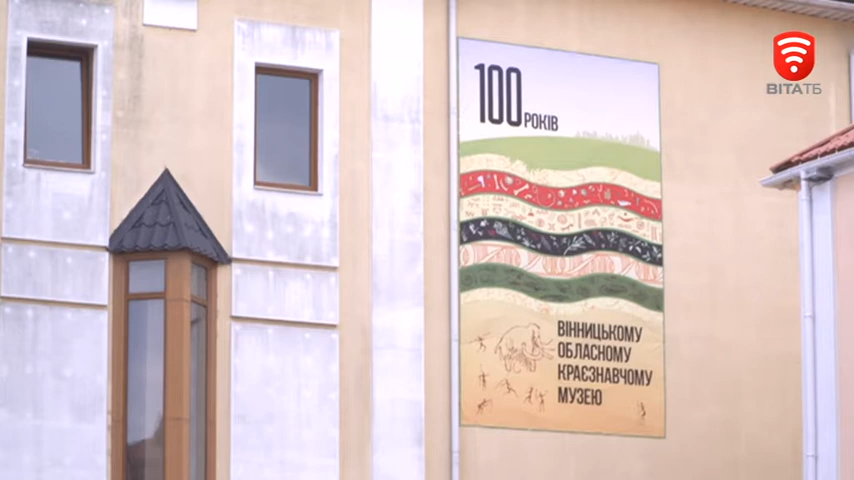 100 РОКІВ
ВІННИЦЬКОМУ
ОБЛАСНОМУ
КРАЄЗНАВЧОМУ
МУЗЕЮ
ВІТАТБ